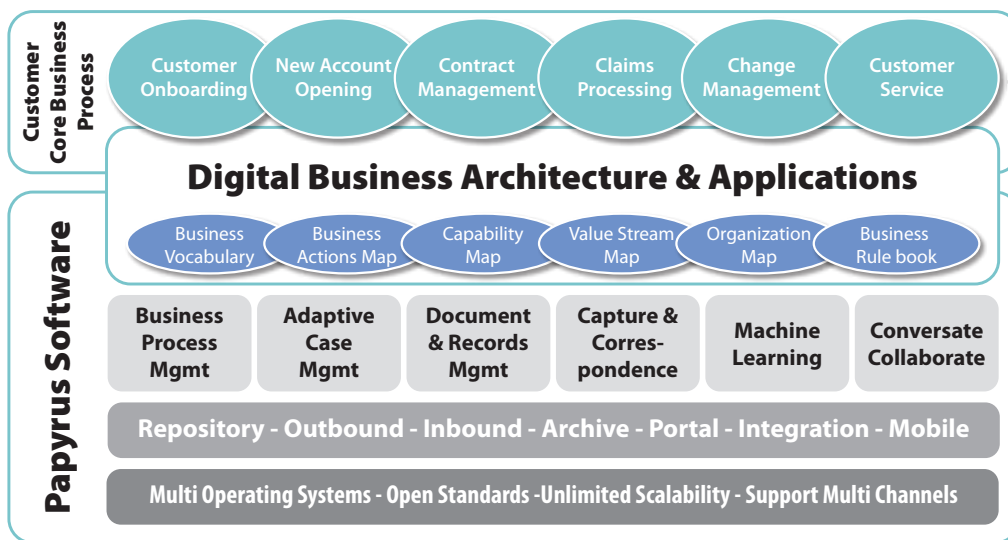 Customer
Core Business
Process
Customer
Onboarding
New Account
Opening
Contract
Management
Claims
Processing
Change
Management
Customer
Service
Digital Business Architecture & Applications
Business
Vocabulary
Business
Actions Map
Capability
Map
Value Stream
Map
Organization
Map
Business
Rule book
Papyrus Software
Business
Process
Mgmt
Adaptive
Case
Mgmt
Document
& Records
Mgmt
Capture &
Corres-
pondence
Machine
Learning
Conversate
Collaborate
Repository - Outbound - Inbound - Archive - Portal - Integration - Mobile
Multi Operating Systems - Open Standards -Unlimited Scalability - Support Multi Channels